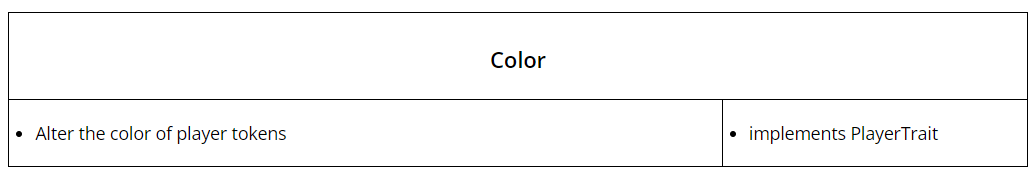 Color
Alter the color of player tokens
implements PlayerTrait